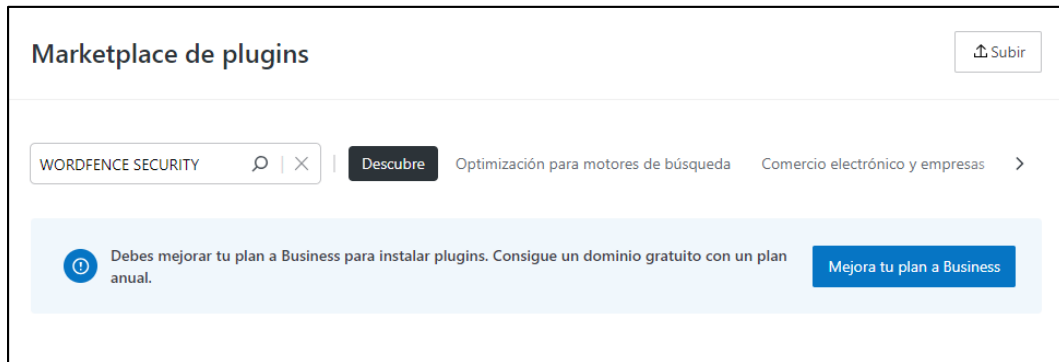 Marketplace de plugins
Subir
WORDFENCE SECURITY
Descubre
Optimización para motores de búsqueda
Comercio electrónico y empresas
Debes mejorar tu plan a Business para instalar plugins. Consigue un dominio gratuito con un plan
anual.
Mejora tu plan a Business